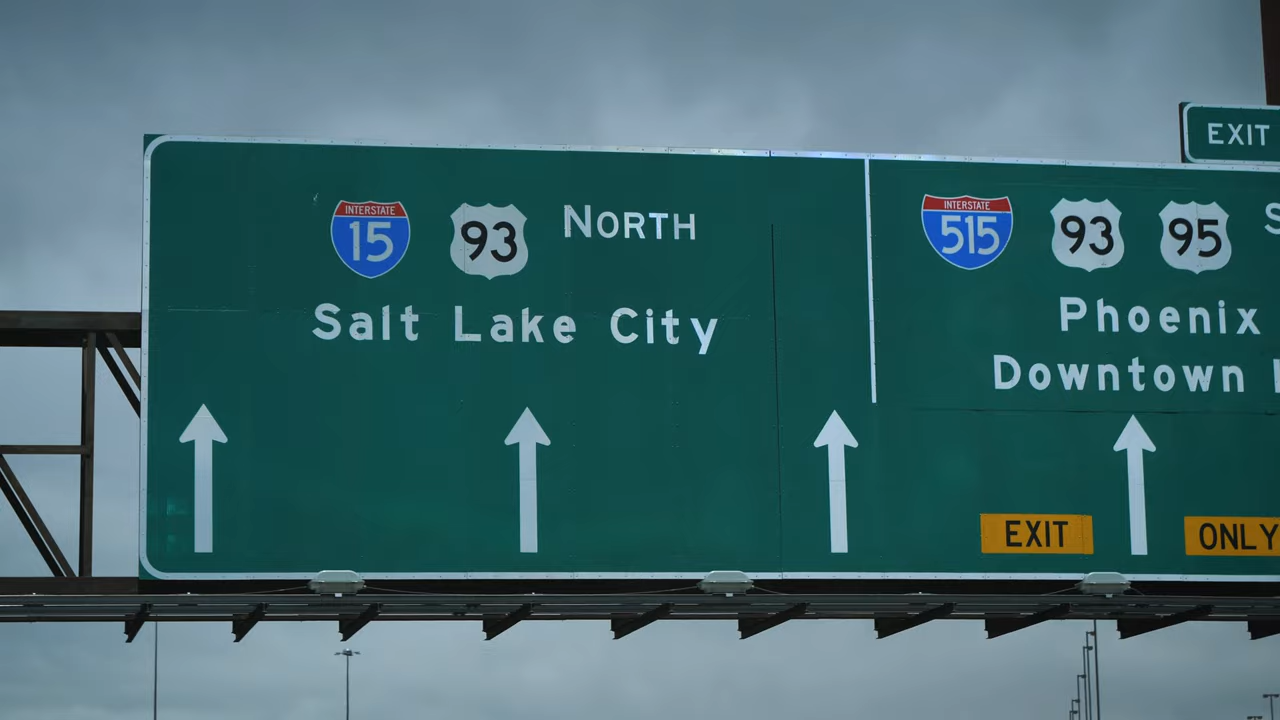 INTERSTATE
15
93
NORTH
Salt Lake City
EXIT
INTERSTATE
515
93
95
S
Phoenix
Downtown
EXIT
ONLY